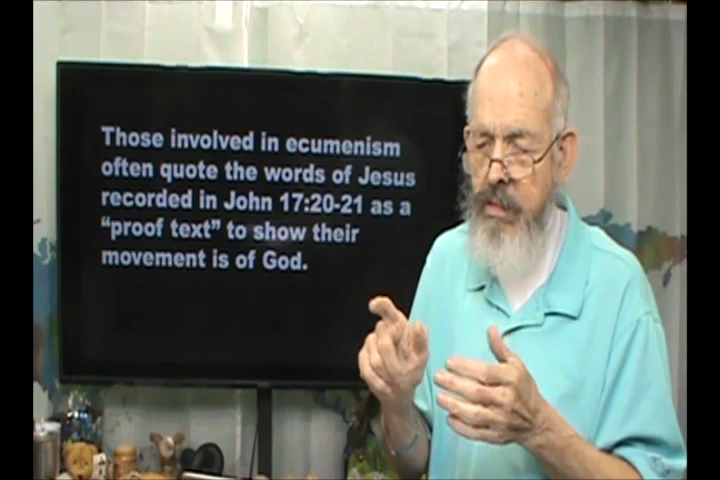 Those involved in ecumenism
often quote the words of Jesus
recorded in John 17:20-21 as a
“proof text” to show their
movement is of God.